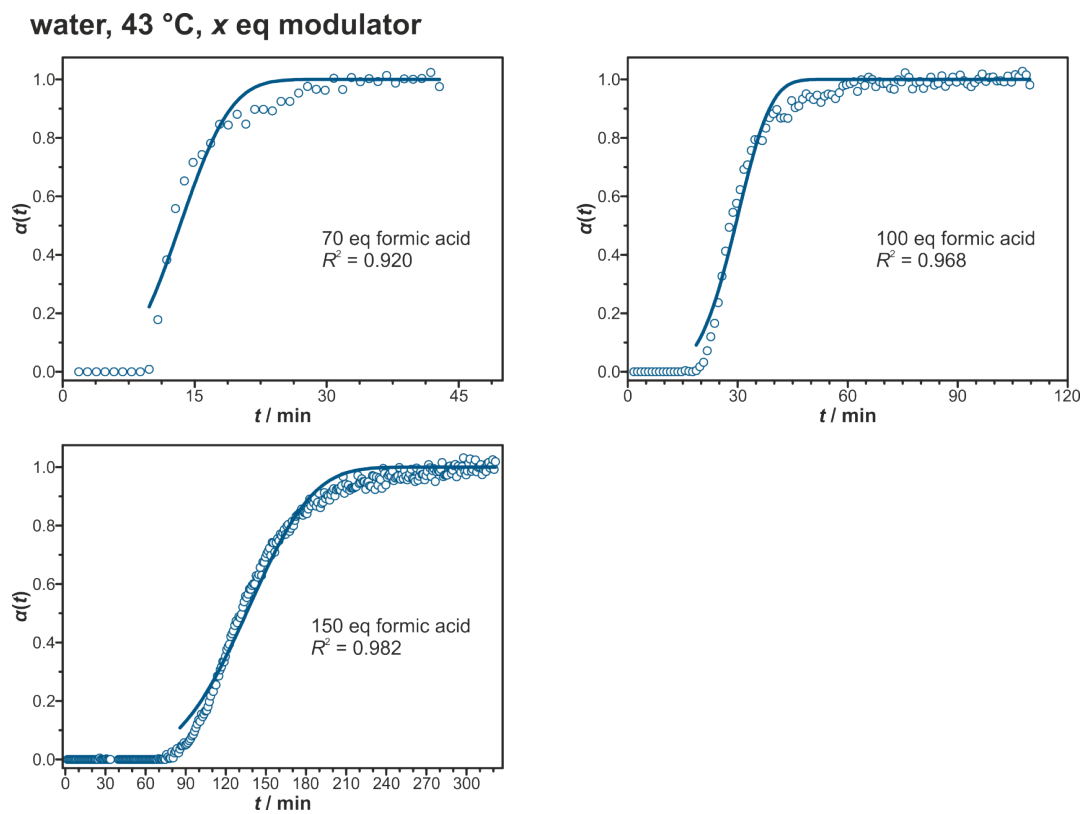 water, 43 °C, x eq modulator
1.0
0.8
0.6
0.4
0.2
0.0
α(t)
70 eq formic acid
R² = 0.920
0 15 30 45
t / min
1.0
0.8
0.6
0.4
0.2
0.0
α(t)
100 eq formic acid
R² = 0.968
0 30 60 90 120
t / min
1.0
0.8
0.6
0.4
0.2
0.0
α(t)
150 eq formic acid
R² = 0.982
0 30 60 90 120 150 180 210 240 270 300
t / min